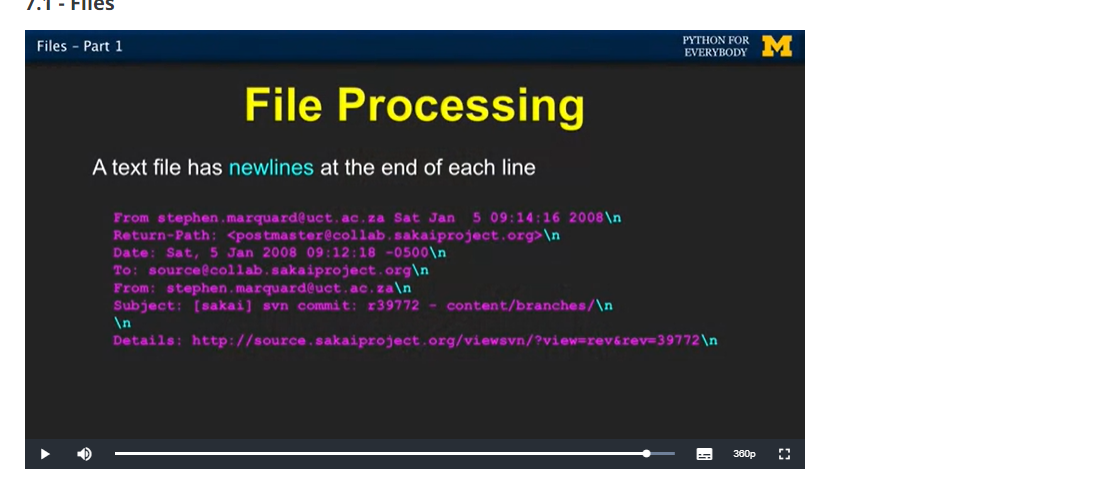 7.1 - Files
Files – Part 1
PYTHON FOR
EVERYBODY
M
File Processing
A text file has newlines at the end of each line
From stephen.marquard@uct.ac.za Sat Jan  5 09:14:16 2008\n
Return-Path: <postmaster@collab.sakaiproject.org>\n
Date: Sat, 5 Jan 2008 09:12:18 -0500\n
To: source@collab.sakaiproject.org\n
From: stephen.marquard@uct.ac.za\n
Subject: [sakai] svn commit: r39772 - content/branches/\n
\n
Details: http://source.sakaiproject.org/viewsvn/?view=rev&rev=39772\n
360p